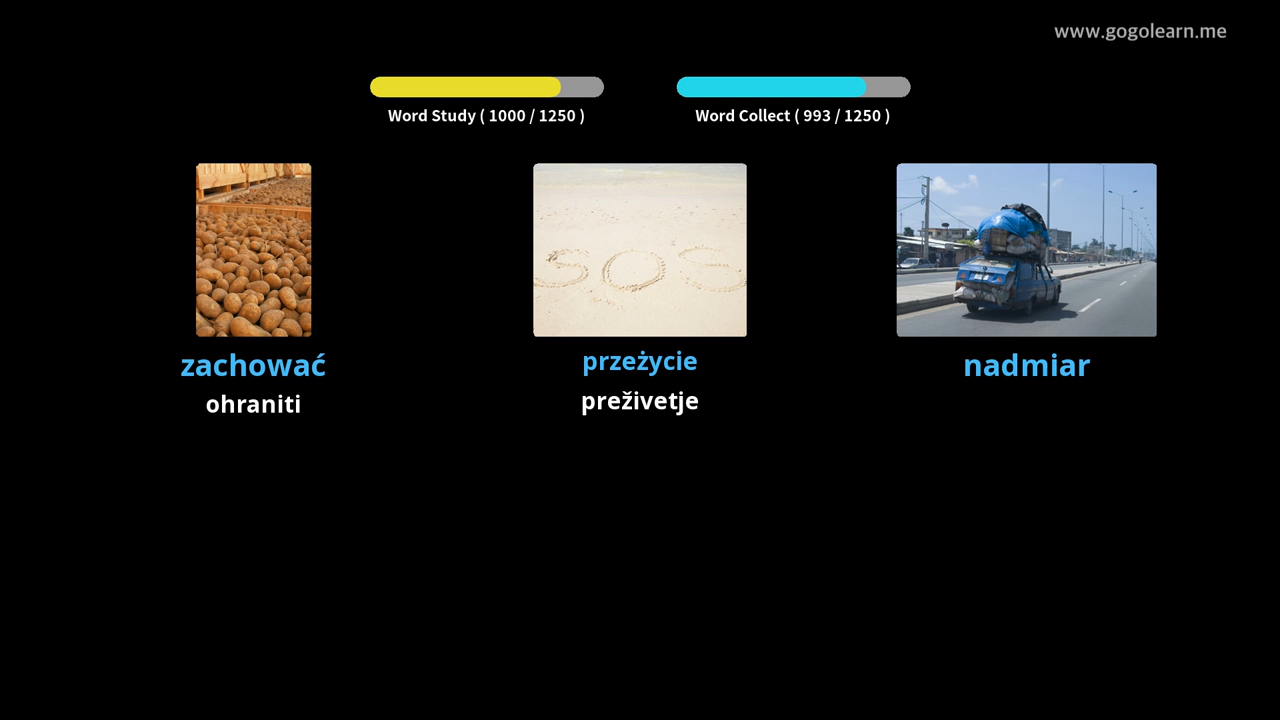 www.gogolearn.me
Word Study ( 1000 / 1250 )
Word Collect ( 993 / 1250 )
SOS
zachować
ohraniti
przeżycie
preživetje
nadmiar